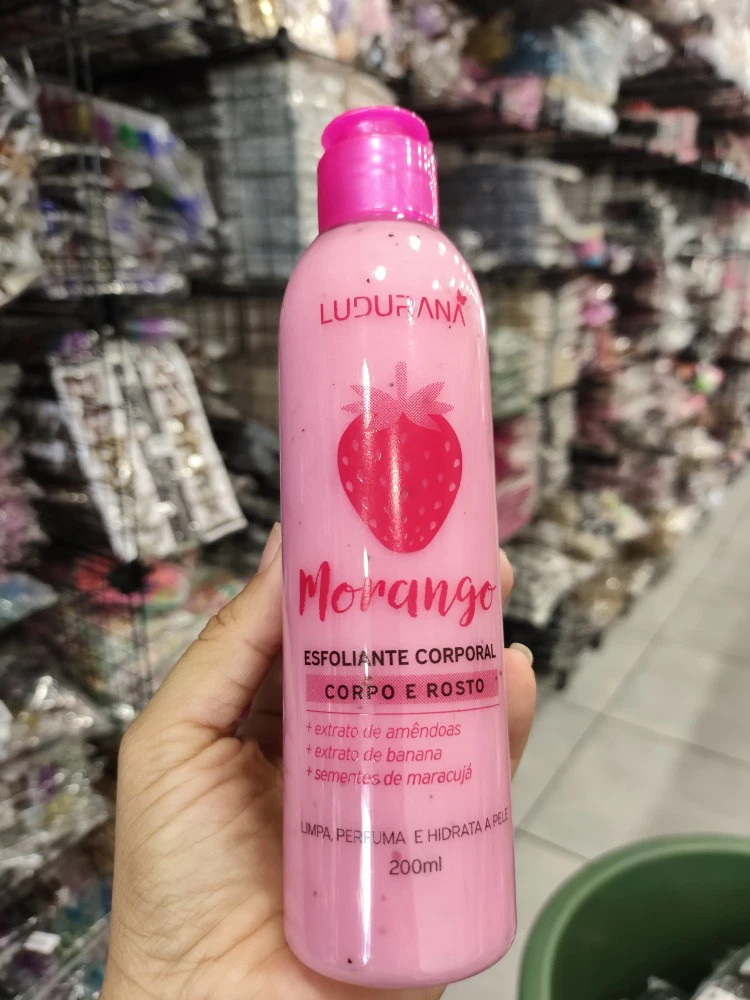 LUDURANA
Morango
ESFOLIANTE CORPORAL
CORPO E ROSTO
+ extrato de amêndoas
+ extrato de banana
+ sementes de maracujá
LIMPA, PERFUMA E HIDRATA A PELE
200ml